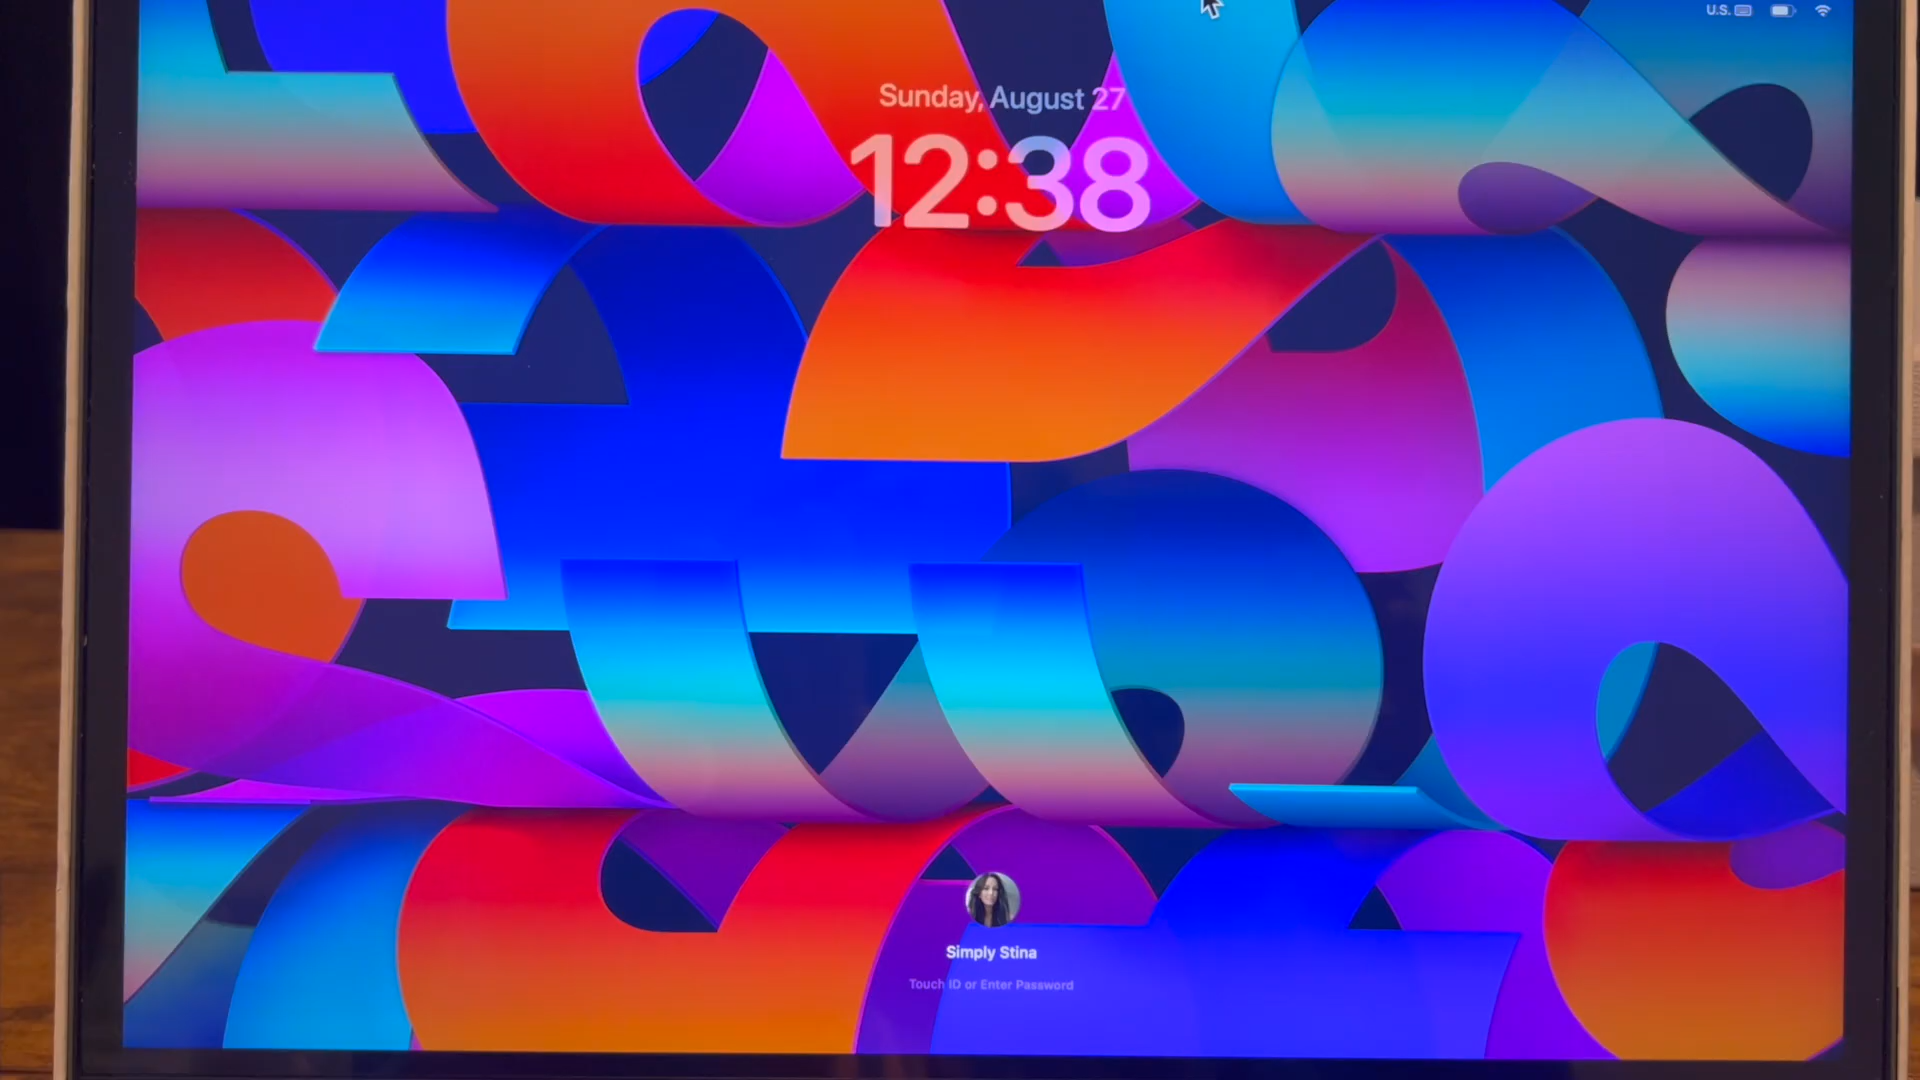 U.S.
Sunday, August 27
12:38
Simply Stina
Touch ID or Enter Password